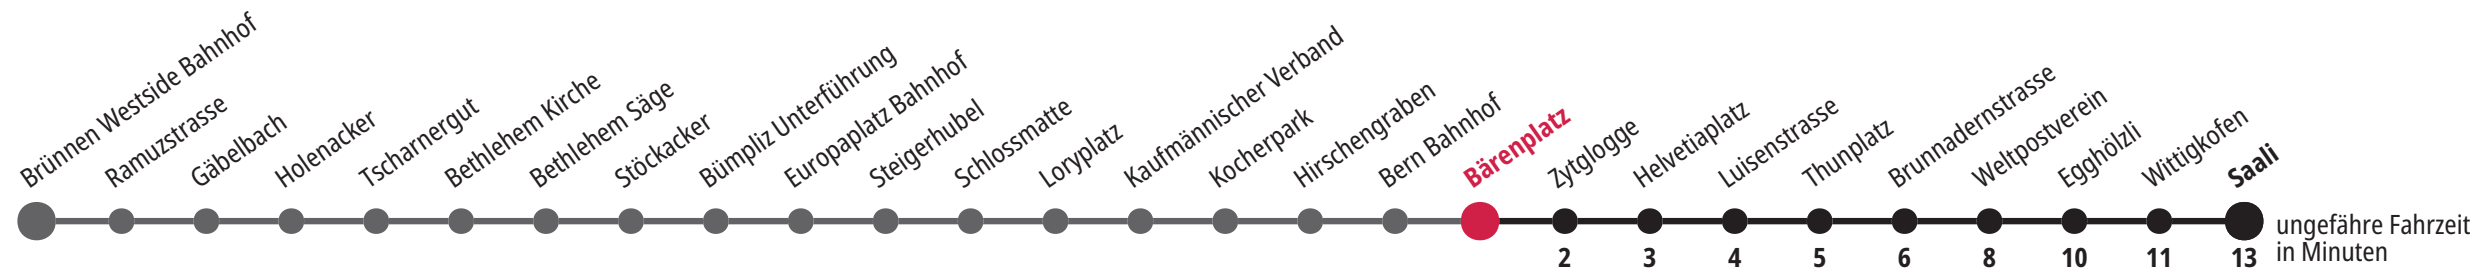 Brünnen Westside Bahnhof
Ramuzstrasse
Gäbelbach
Holenacker
Tscharnergut
Bethlehem Kirche
Bethlehem Säge
Stöckacker
Bümpliz Unterführung
Europaplatz Bahnhof
Steigerhubel
Schlossmatte
Loryplatz
Kaufmännischer Verband
Kocherpark
Hirschengraben
Bern Bahnhof
Bärenplatz
Zytglogge
Helvetiaplatz
Luisenstrasse
Thunplatz
Brunnadernstrasse
Weltpostverein
Egghölzli
Wittigkofen
Saali
2 3 4 5 6 8 10 11 13
ungefähre Fahrzeit
in Minuten